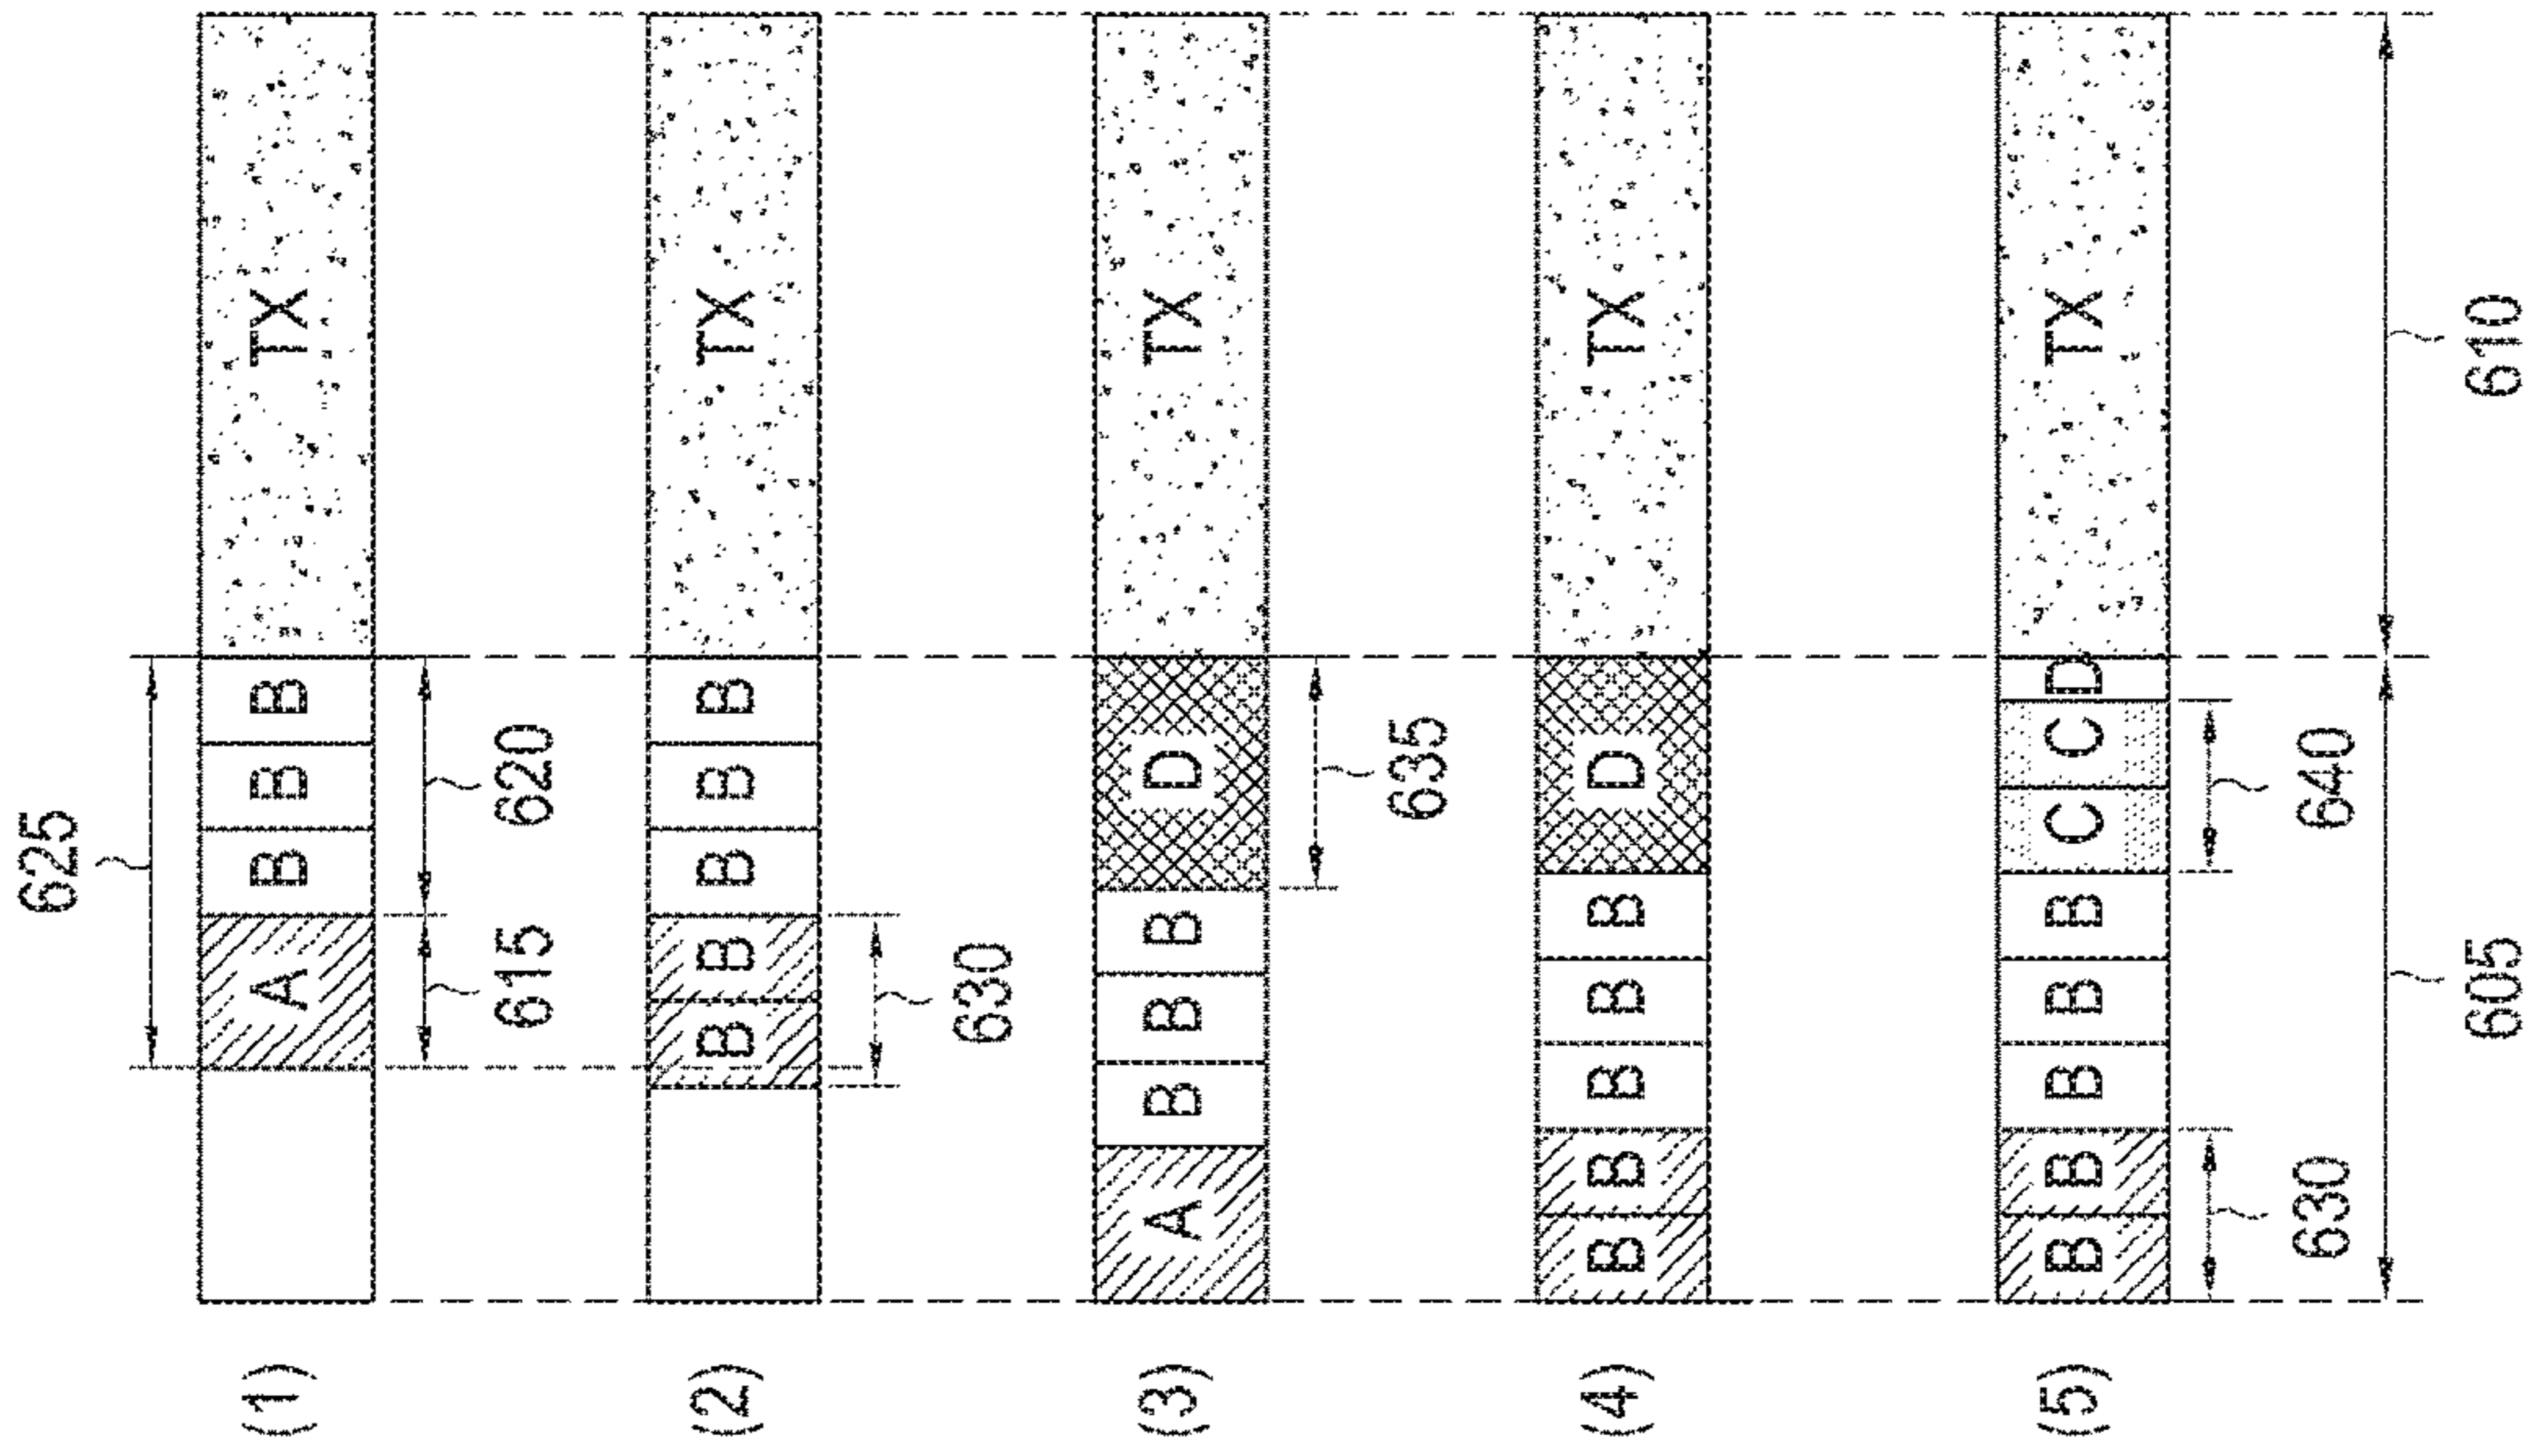 625
(1) A B B B TX
615 620
(2) B B B B B TX
630
(3) A B B B D TX
635
(4) B B B B B D TX
(5) B B B B B C C D TX
630 640
605 610